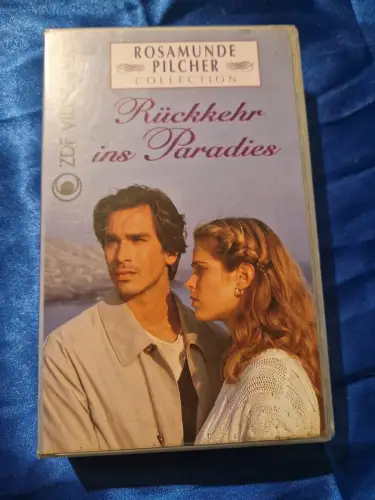 ROSAMUNDE
PILCHER
COLLECTION
Rückkehr
ins Paradies
ZDF VIDEO